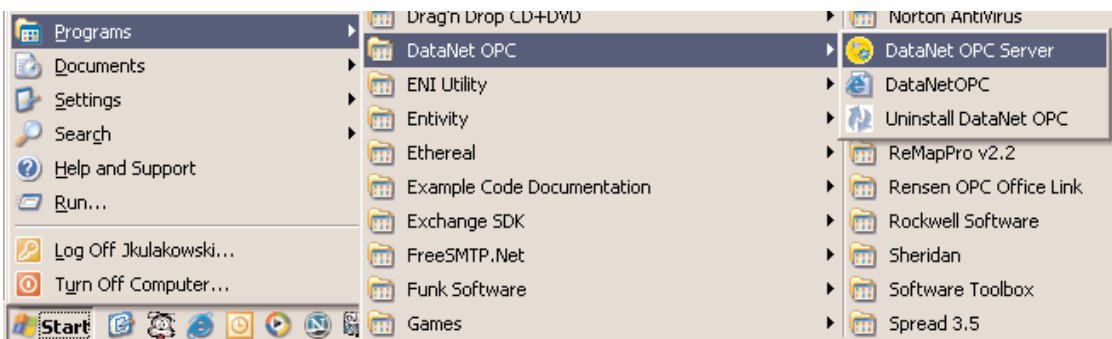 Programs
Documents
Settings
Search
Help and Support
Run...
Log Off Jkulakowski...
Turn Off Computer...
Start
Drag'n Drop CD+DVD
DataNet OPC
ENI Utility
Entivity
Ethereal
Example Code Documentation
Exchange SDK
FreeSMTP.Net
Funk Software
Games
Norton AntiVirus
DataNet OPC Server
DataNetOPC
Uninstall DataNet OPC
ReMapPro v2.2
Rensen OPC Office Link
Rockwell Software
Sheridan
Software Toolbox
Spread 3.5